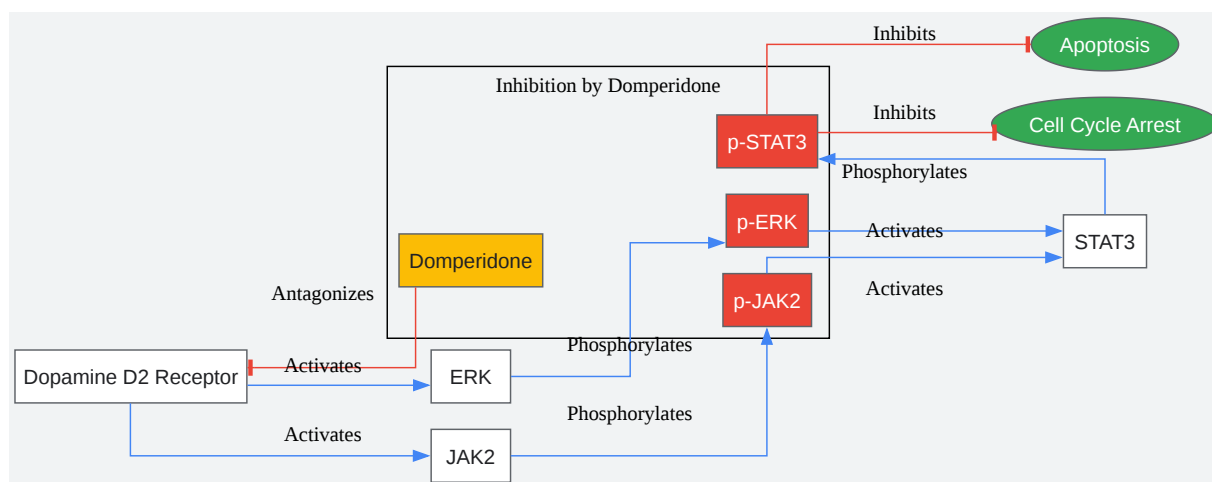 Inhibits
Apoptosis
Inhibition by Domperidone
Inhibits
p-STAT3
Cell Cycle Arrest
Phosphorylates
p-ERK
Activates
STAT3
Domperidone
Antagonizes
p-JAK2
Activates
Phosphorylates
Dopamine D2 Receptor
Activates
ERK
Phosphorylates
Activates
JAK2